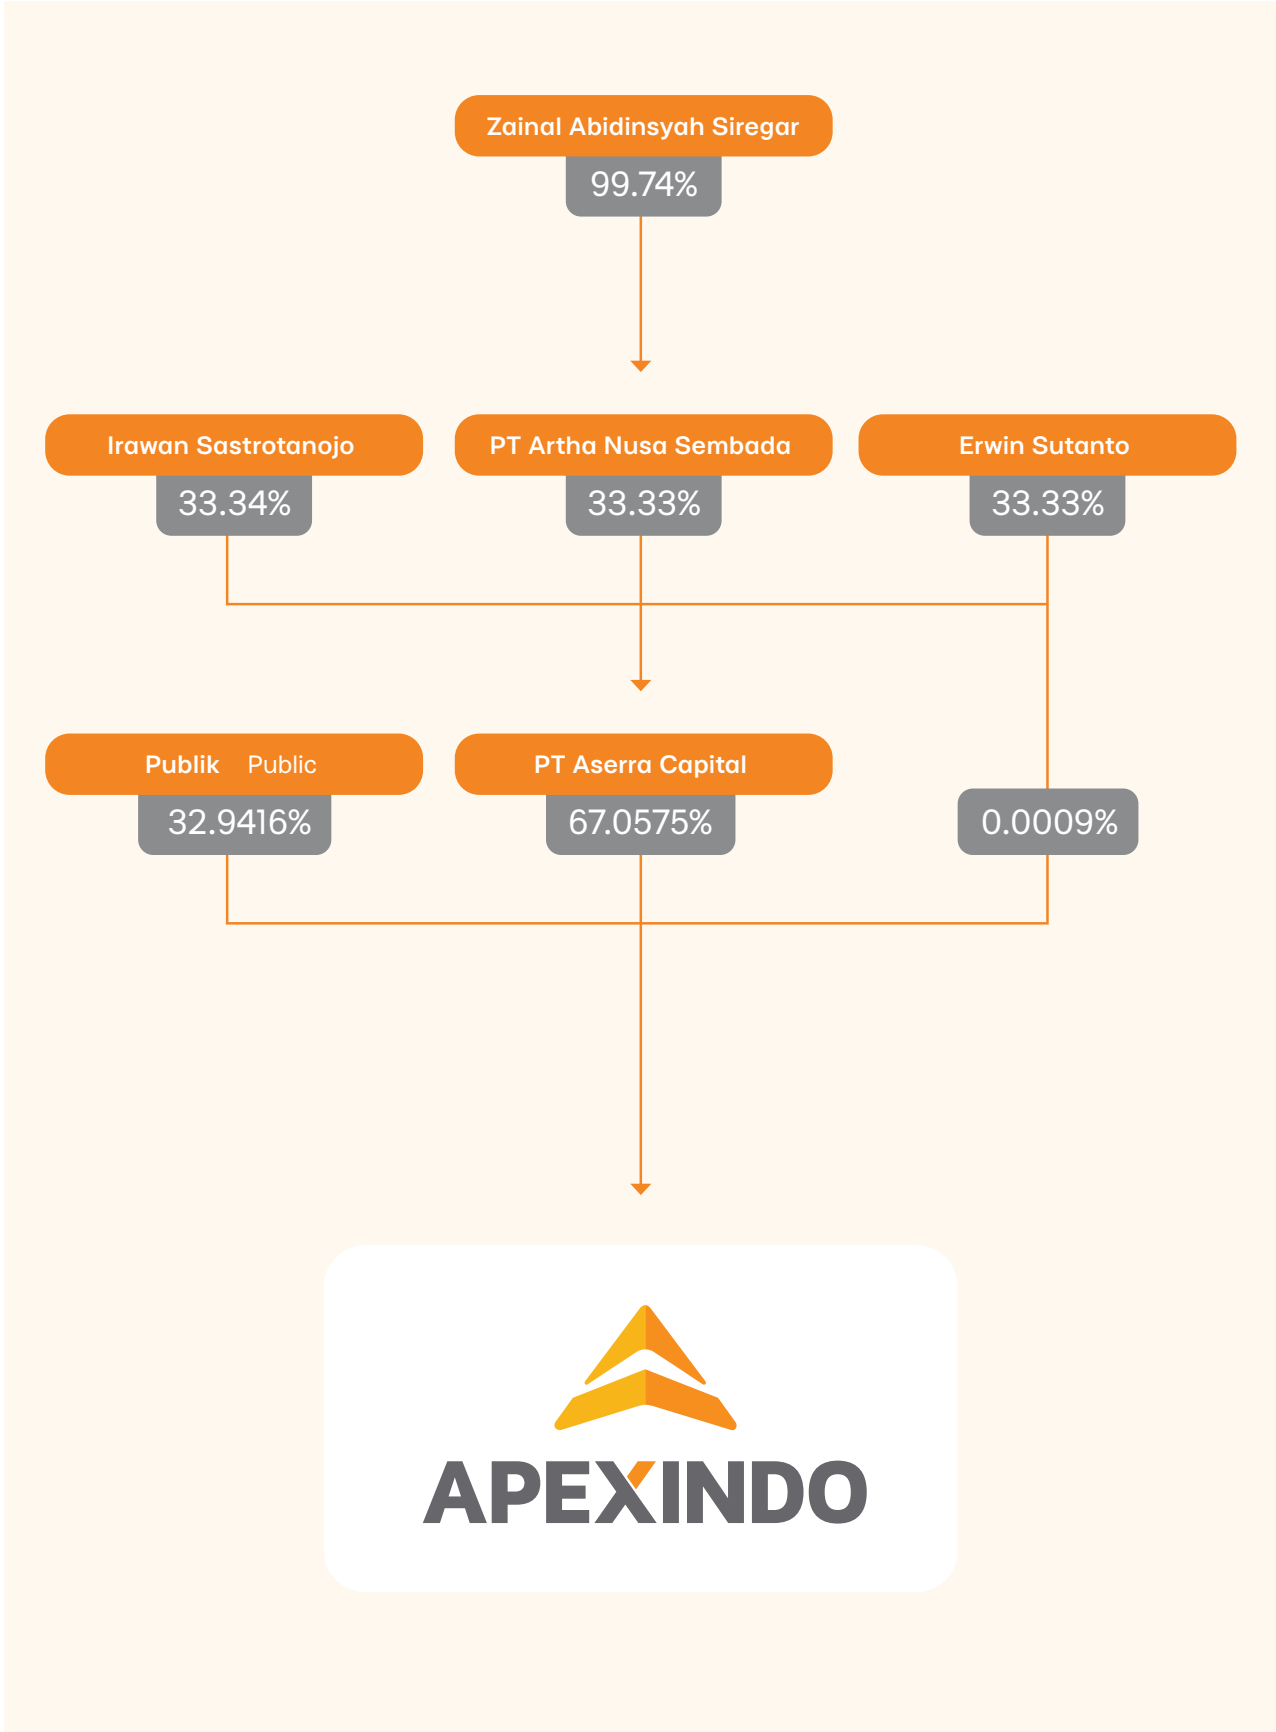 Zainal Abidinsyah Siregar
99.74%
Irawan Sastrotanojo
33.34%
PT Artha Nusa Sembada
33.33%
Erwin Sutanto
33.33%
Publik Public
32.9416%
PT Aserra Capital
67.0575%
0.0009%
APEXINDO